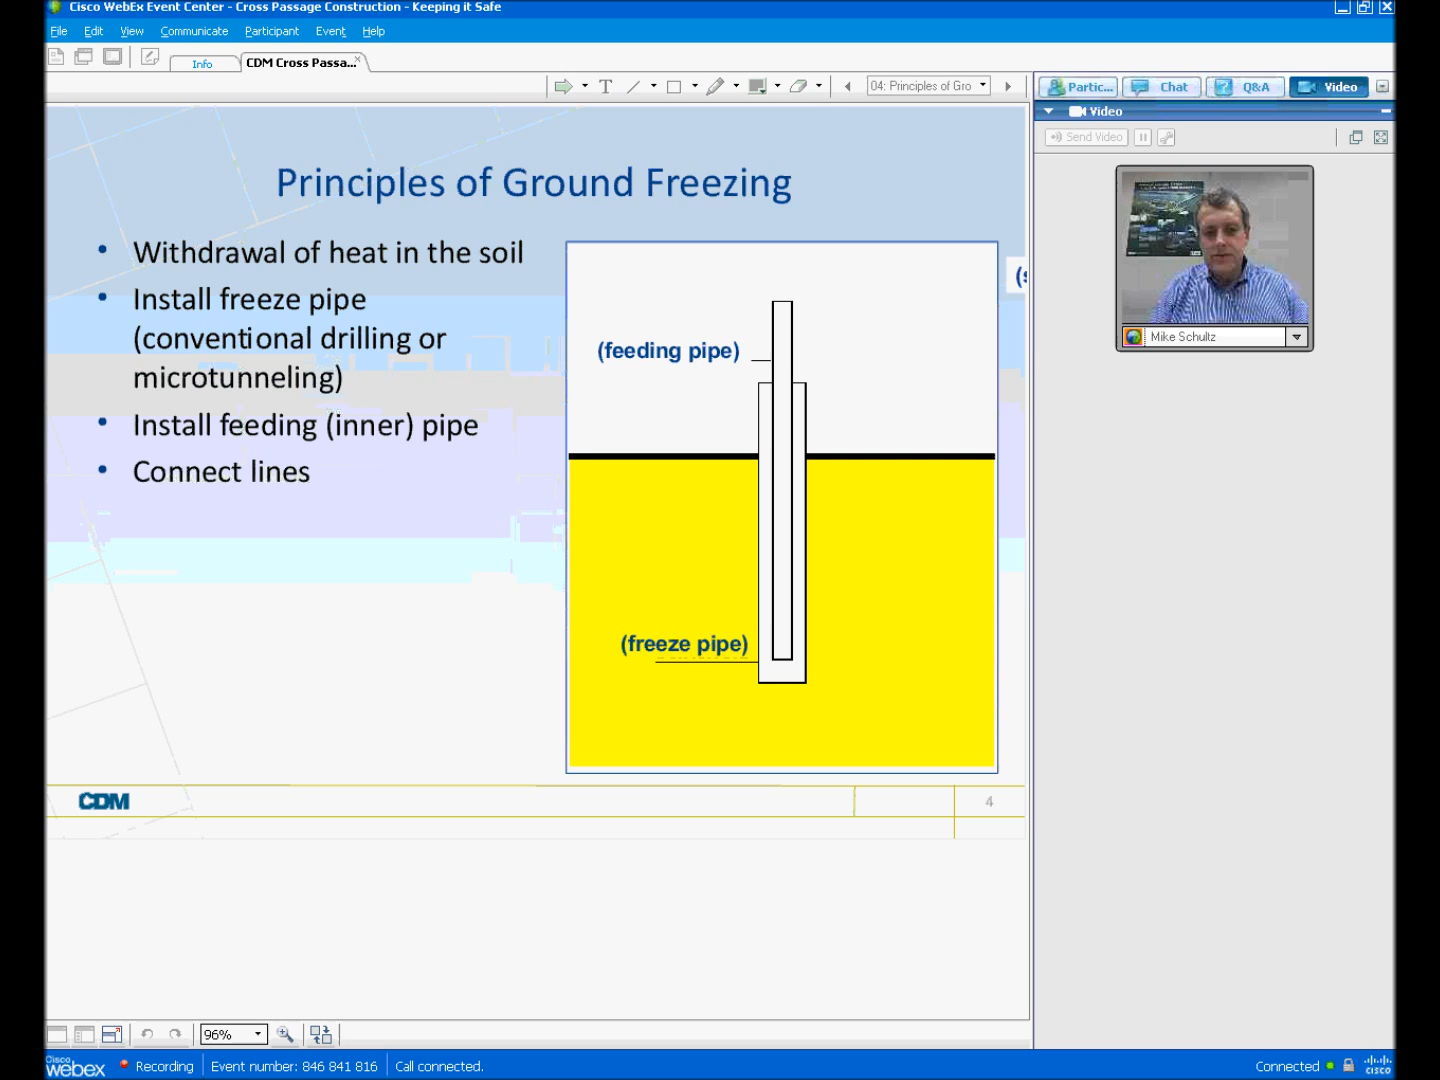 Cisco WebEx Event Center - Cross Passage Construction - Keeping it Safe
File Edit View Communicate Participant Event Help
Info
CDM Cross Passa...
T
04: Principles of Gro
Partic...
Chat
Q&A
Video
Video
Send Video
Mike Schultz
Principles of Ground Freezing
• Withdrawal of heat in the soil
• Install freeze pipe
(conventional drilling or
microtunneling)
• Install feeding (inner) pipe
• Connect lines
(feeding pipe)
(freeze pipe)
CDM
4
96%
cisco webex
Recording
Event number: 846 841 816
Call connected.
Connected
cisco